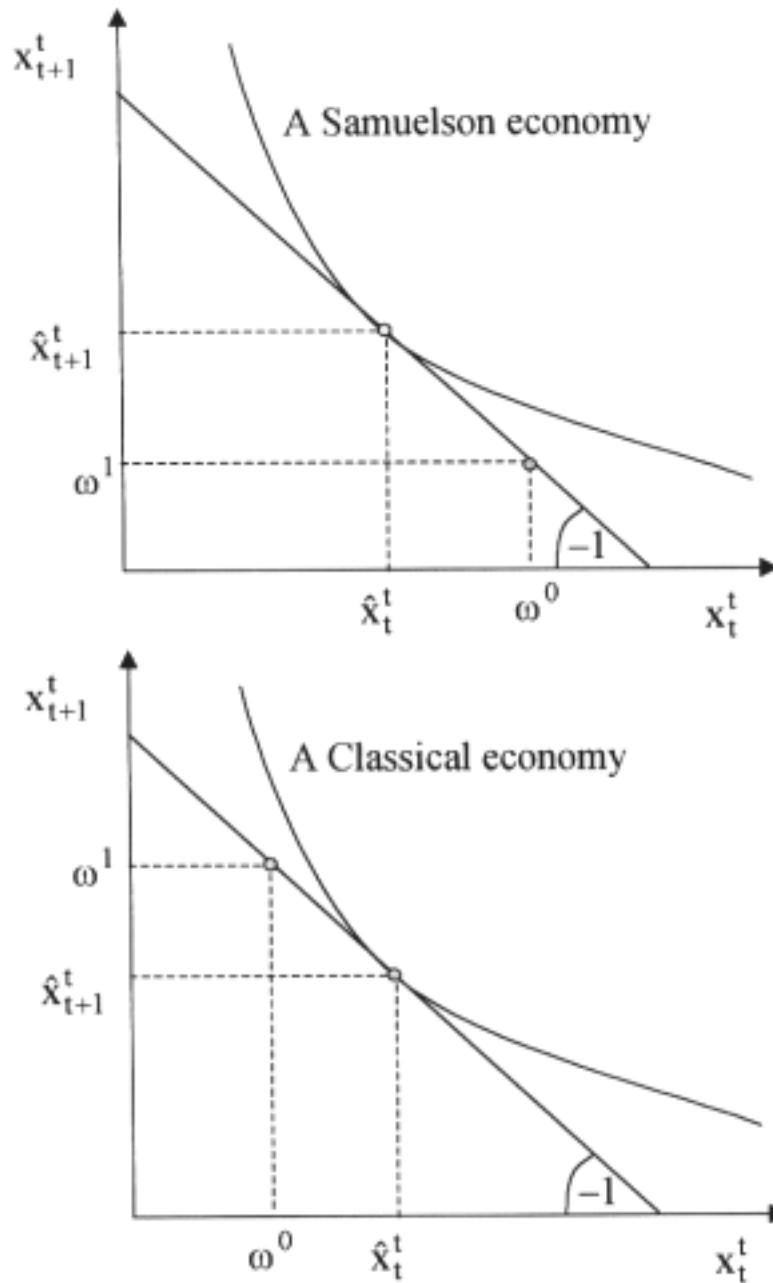 x^t_{t+1}
A Samuelson economy
x̂^t_{t+1}
ω^1
−1
x̂^t_t
ω^0
x^t_t
x^t_{t+1}
A Classical economy
ω^1
x̂^t_{t+1}
−1
ω^0
x̂^t_t
x^t_t